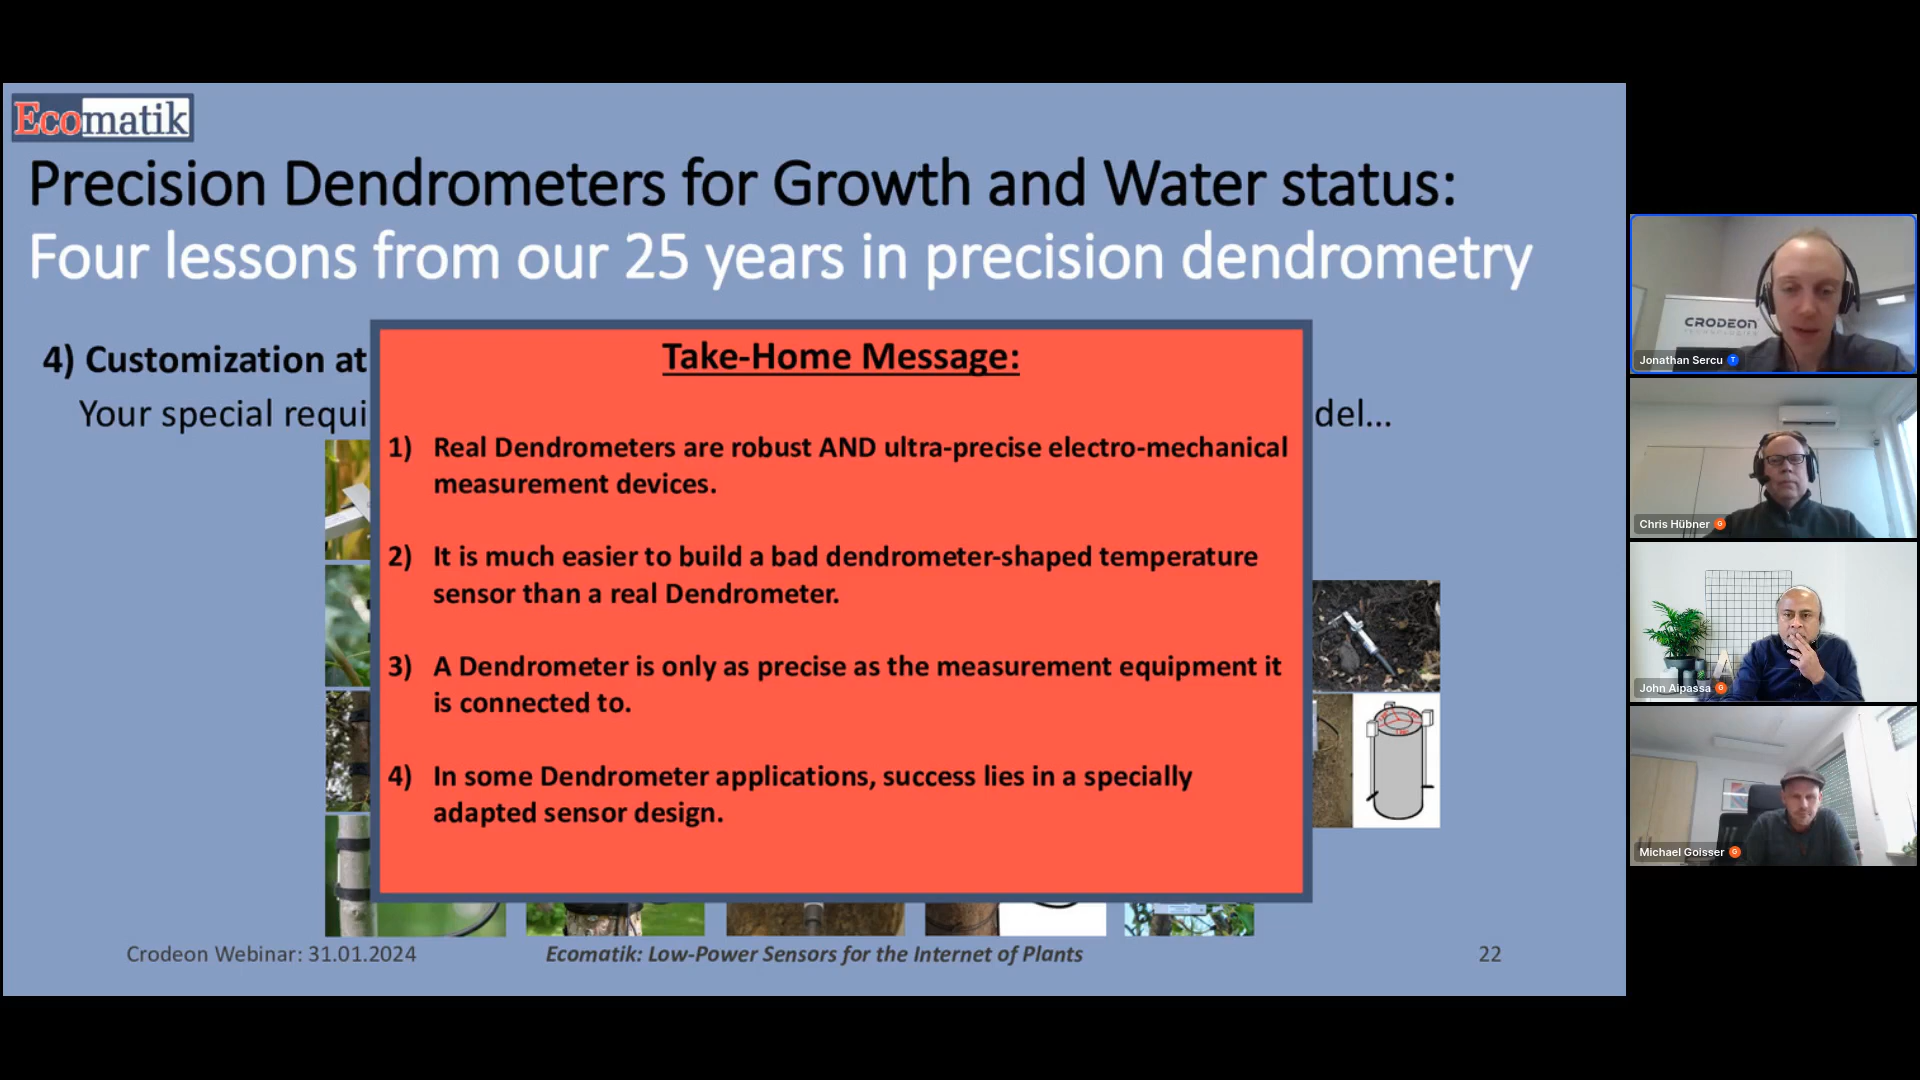 Ecomatik
Precision Dendrometers for Growth and Water status:
Four lessons from our 25 years in precision dendrometry
4) Customization at
Your special requi
del...
Take-Home Message:
1) Real Dendrometers are robust AND ultra-precise electro-mechanical
measurement devices.
2) It is much easier to build a bad dendrometer-shaped temperature
sensor than a real Dendrometer.
3) A Dendrometer is only as precise as the measurement equipment it
is connected to.
4) In some Dendrometer applications, success lies in a specially
adapted sensor design.
Crodeon Webinar: 31.01.2024
Ecomatik: Low-Power Sensors for the Internet of Plants
22
CRODEON
Jonathan Sercu
Chris Hübner
John Aipassa
Michael Goisser